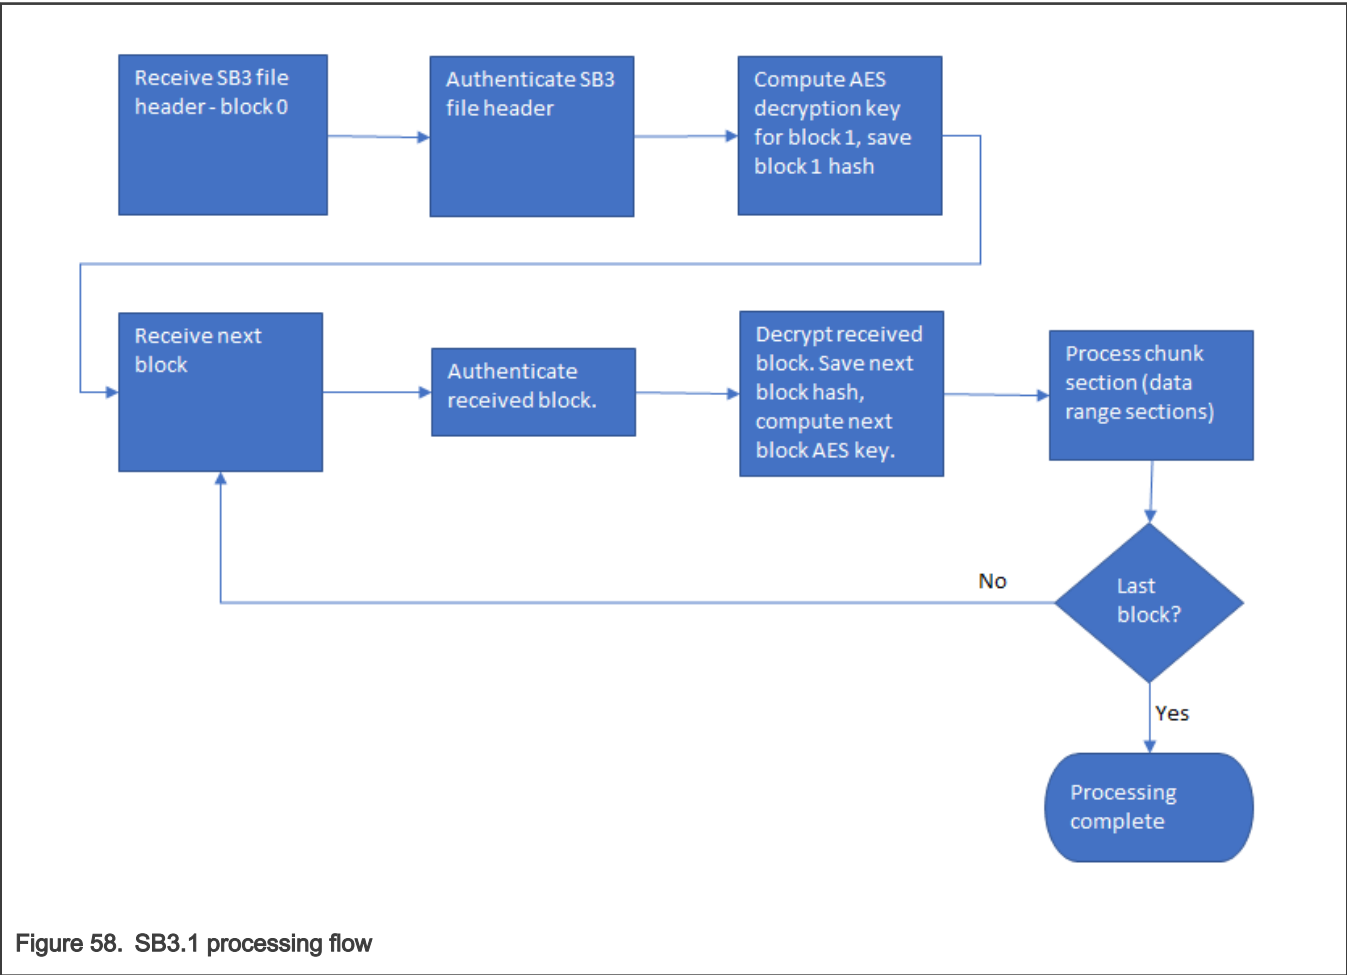 Receive SB3 file
header - block 0
Authenticate SB3
file header
Compute AES
decryption key
for block 1, save
block 1 hash
Receive next
block
Authenticate
received block.
Decrypt received
block. Save next
block hash,
compute next
block AES key.
Process chunk
section (data
range sections)
No
Last
block?
Yes
Processing
complete
Figure 58. SB3.1 processing flow